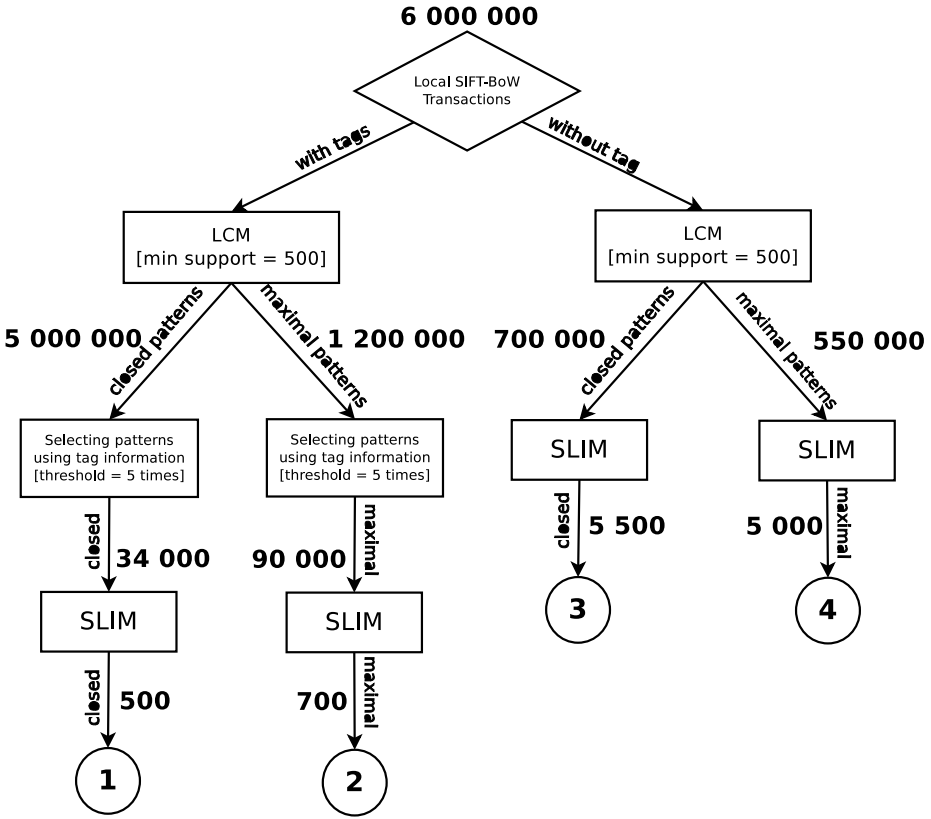 6 000 000
Local SIFT-BoW
Transactions
with tags
without tag
LCM
[min support = 500]
LCM
[min support = 500]
closed patterns
maximal patterns
closed patterns
maximal patterns
5 000 000
1 200 000
700 000
550 000
Selecting patterns
using tag information
[threshold = 5 times]
Selecting patterns
using tag information
[threshold = 5 times]
SLIM
SLIM
closed
34 000
90 000
maximal
closed
5 500
5 000
maximal
SLIM
SLIM
3
4
closed
500
700
maximal
1
2